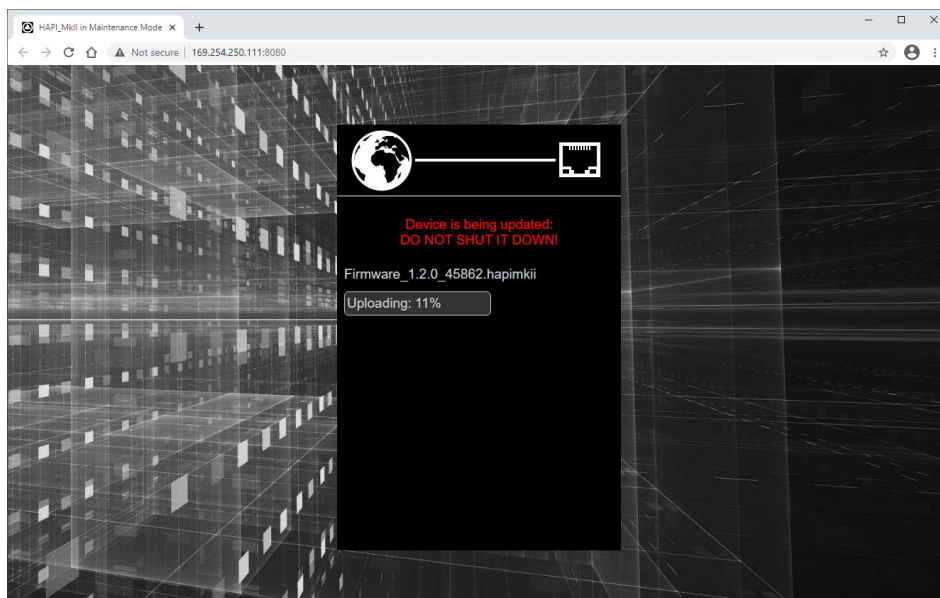 HAPI_MkII in Maintenance Mode
Not secure | 169.254.250.111:8080
Device is being updated:
DO NOT SHUT IT DOWN!
Firmware_1.2.0_45862.hapimkii
Uploading: 11%